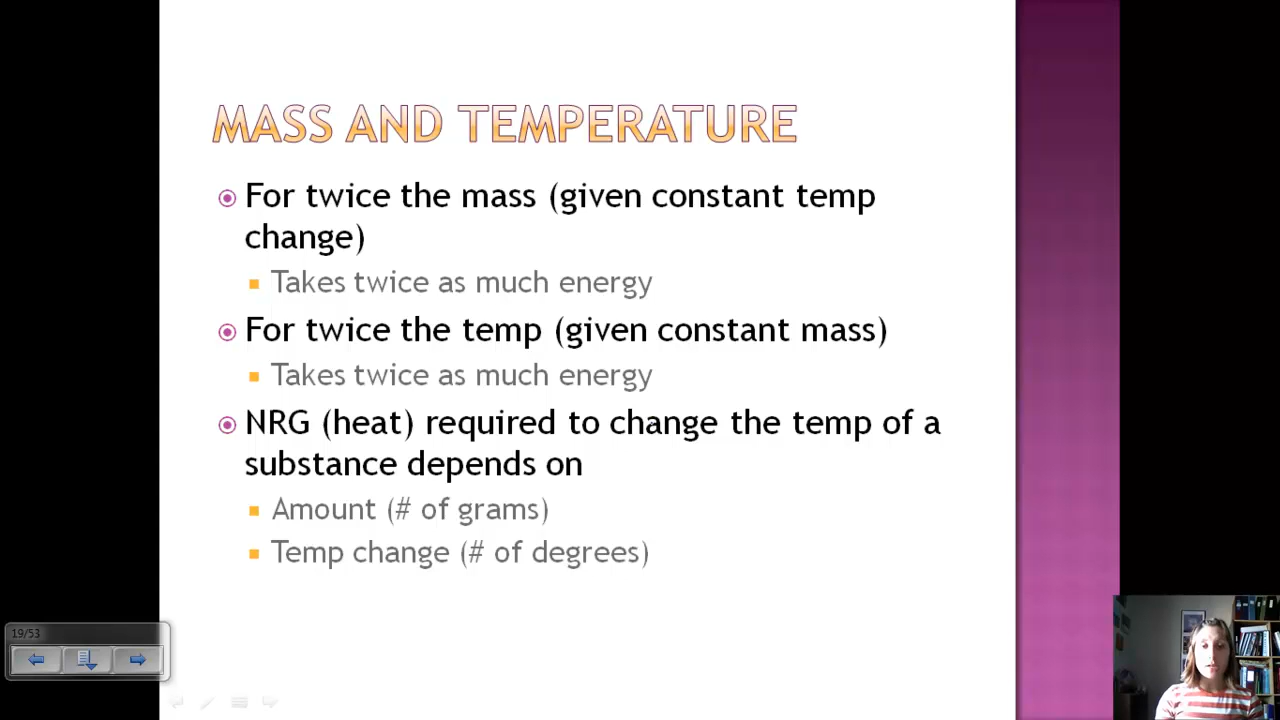 MASS AND TEMPERATURE
For twice the mass (given constant temp
change)
Takes twice as much energy
For twice the temp (given constant mass)
Takes twice as much energy
NRG (heat) required to change the temp of a
substance depends on
Amount (# of grams)
Temp change (# of degrees)
19/53